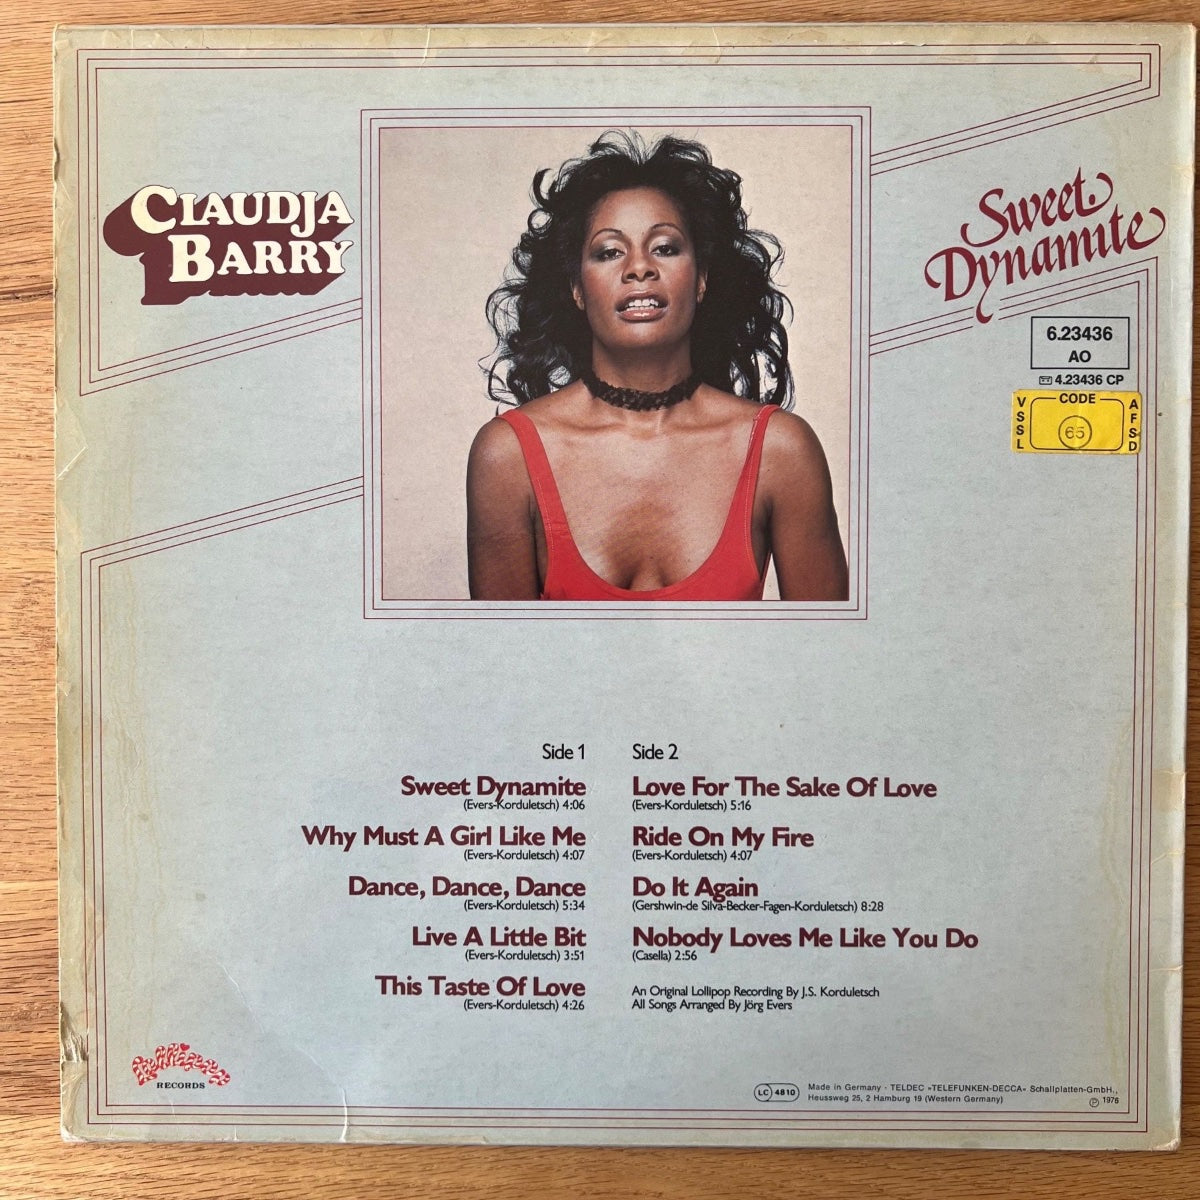 CLAUDJA
BARRY
Sweet
Dynamite
6.23436
AO
4.23436 CP
CODE
VSSL
65
AFSD
Side 1
Sweet Dynamite
(Evers-Korduletsch) 4:06
Why Must A Girl Like Me
(Evers-Korduletsch) 4:07
Dance, Dance, Dance
(Evers-Korduletsch) 5:34
Live A Little Bit
(Evers-Korduletsch) 3:51
This Taste Of Love
(Evers-Korduletsch) 4:26
Side 2
Love For The Sake Of Love
(Evers-Korduletsch) 5:16
Ride On My Fire
(Evers-Korduletsch) 4:07
Do It Again
(Gershwin-de Silva-Becker-Fagen-Korduletsch) 8:28
Nobody Loves Me Like You Do
(Casella) 2:56
An Original Lollipop Recording By J.S. Korduletsch
All Songs Arranged By Jörg Evers
Lollipop
RECORDS
LC 4810
Made in Germany · TELDEC »TELEFUNKEN-DECCA« Schallplatten-GmbH.,
Heussweg 25, 2 Hamburg 19 (Western Germany)
℗ 1976